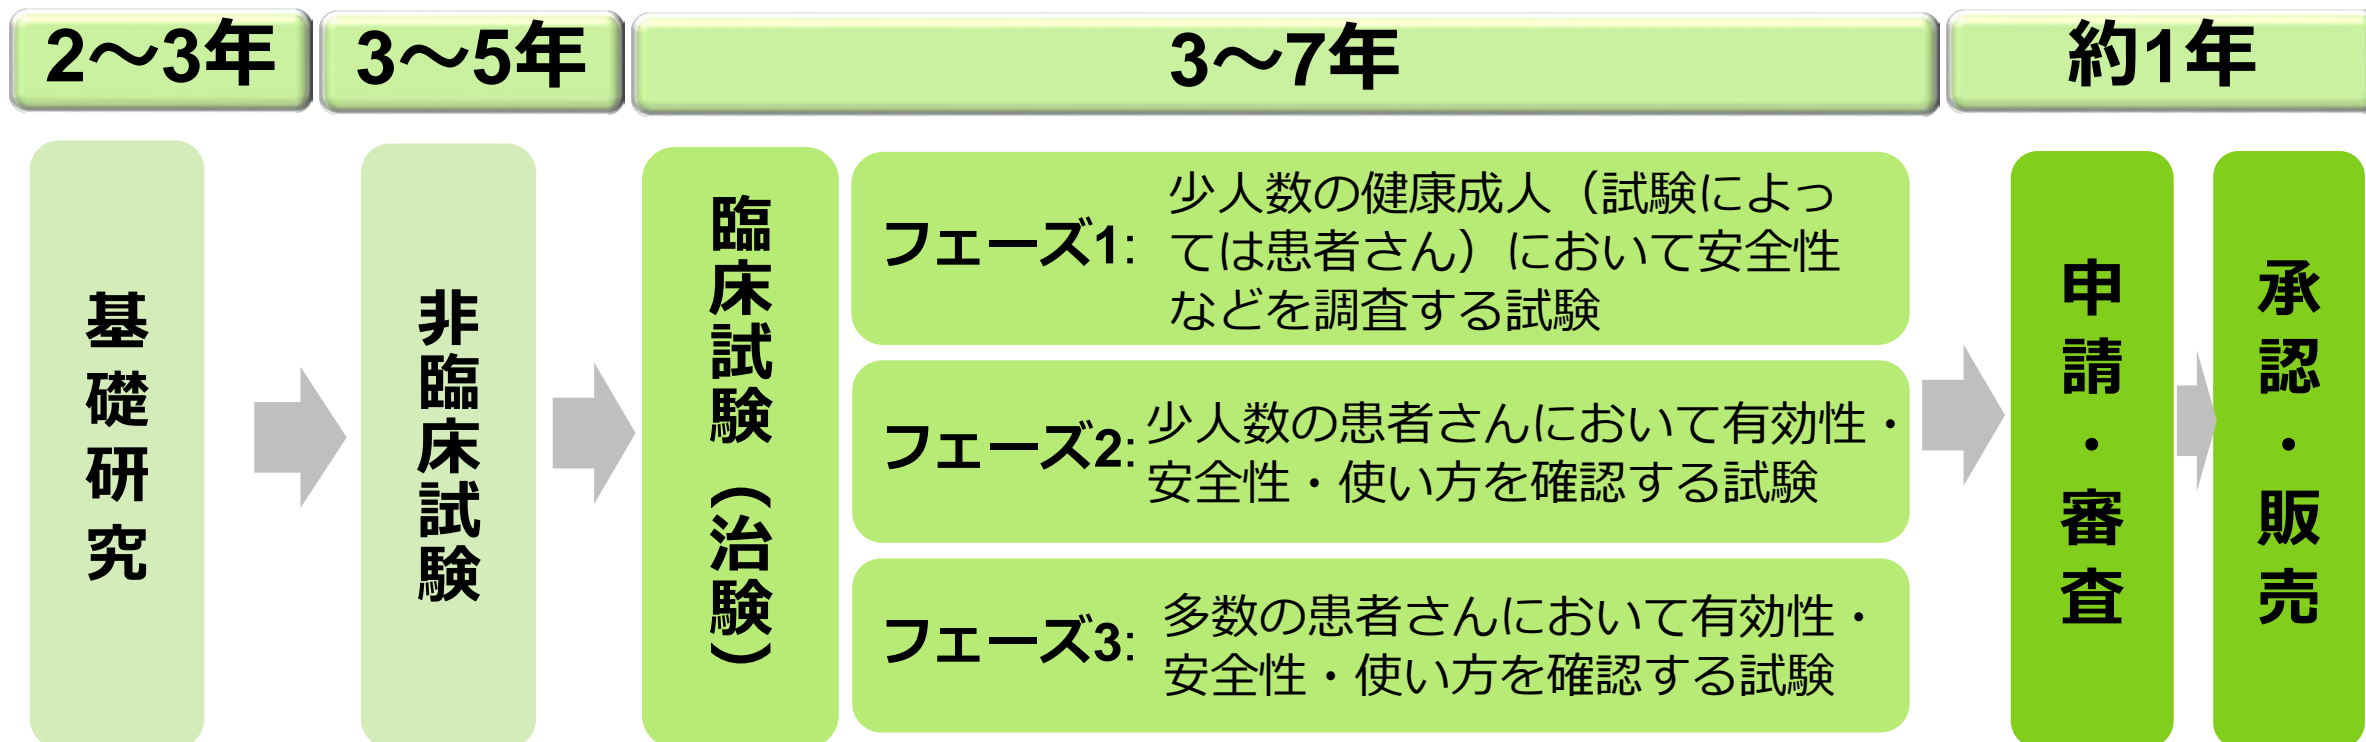 2～3年
3～5年
3～7年
約1年
基礎研究
非臨床試験
臨床試験（治験）
フェーズ1:
少人数の健康成人（試験によっ
ては患者さん）において安全性
などを調査する試験
フェーズ2:
少人数の患者さんにおいて有効性・
安全性・使い方を確認する試験
フェーズ3:
多数の患者さんにおいて有効性・
安全性・使い方を確認する試験
申請・審査
承認・販売